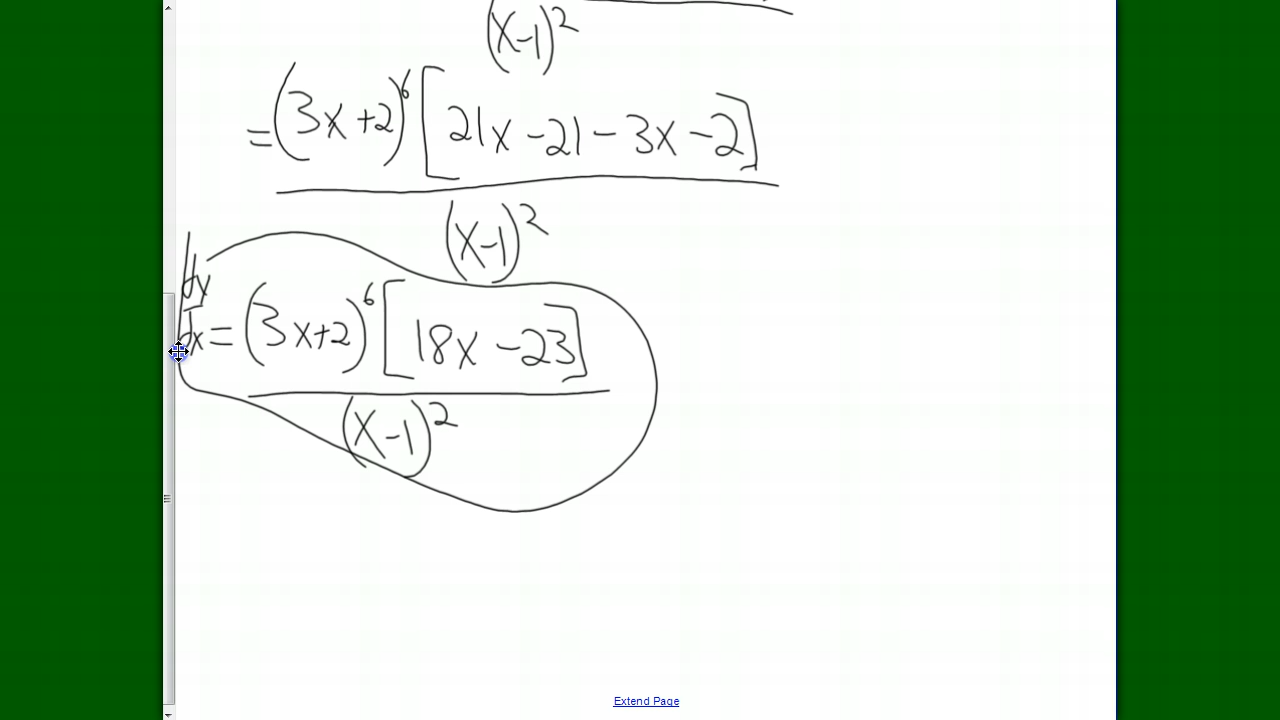 (x-1)^2
= (3x+2)^6 [21x - 21 - 3x - 2]
(x-1)^2
dy/dx = (3x+2)^6 [18x - 23]
(x-1)^2
Extend Page